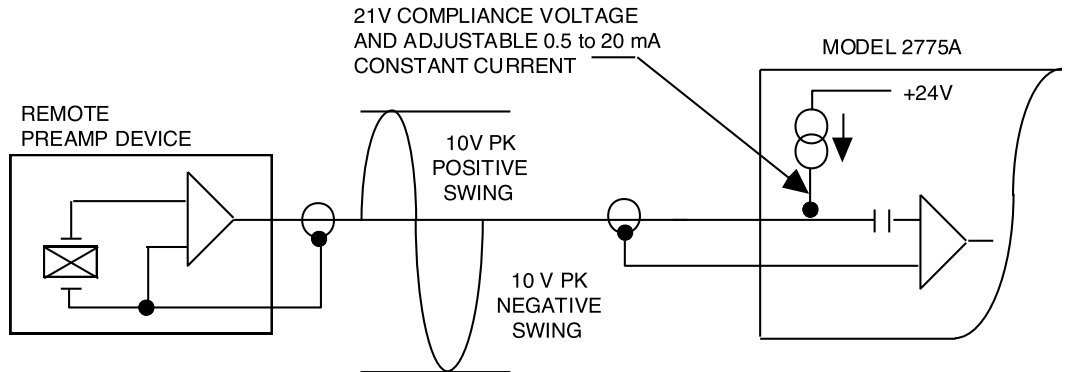 21V COMPLIANCE VOLTAGE
AND ADJUSTABLE 0.5 to 20 mA
CONSTANT CURRENT
MODEL 2775A
+24V
REMOTE
PREAMP DEVICE
10V PK
POSITIVE
SWING
10 V PK
NEGATIVE
SWING